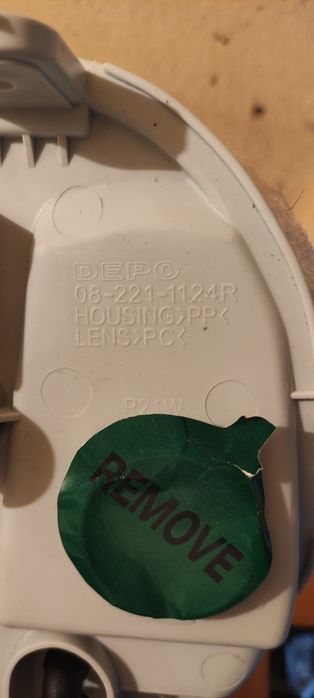 DEPO
08-221-1124R
HOUSING>PP<
LENS>PC<
P21W
REMOVE